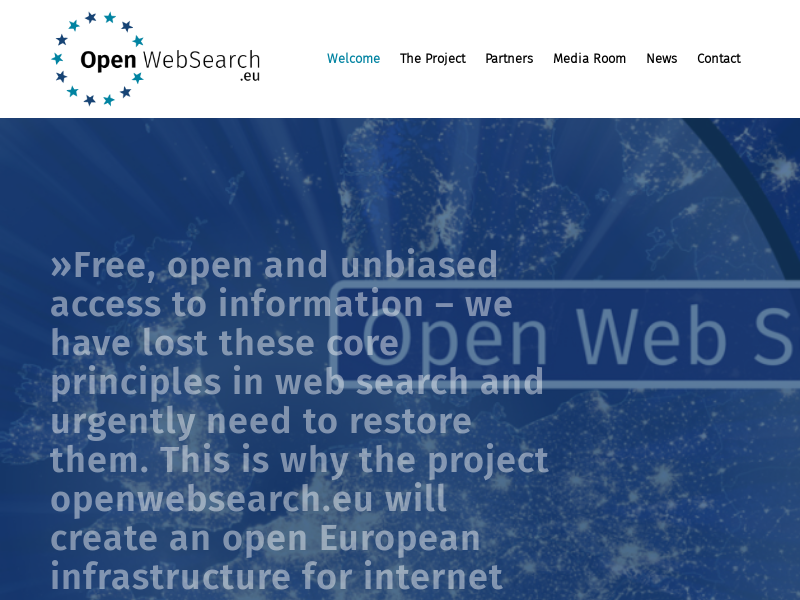 Open WebSearch
.eu
Welcome
The Project
Partners
Media Room
News
Contact
»Free, open and unbiased
access to information – we
have lost these core
principles in web search and
urgently need to restore
them. This is why the project
openwebsearch.eu will
create an open European
infrastructure for internet
Open Web S